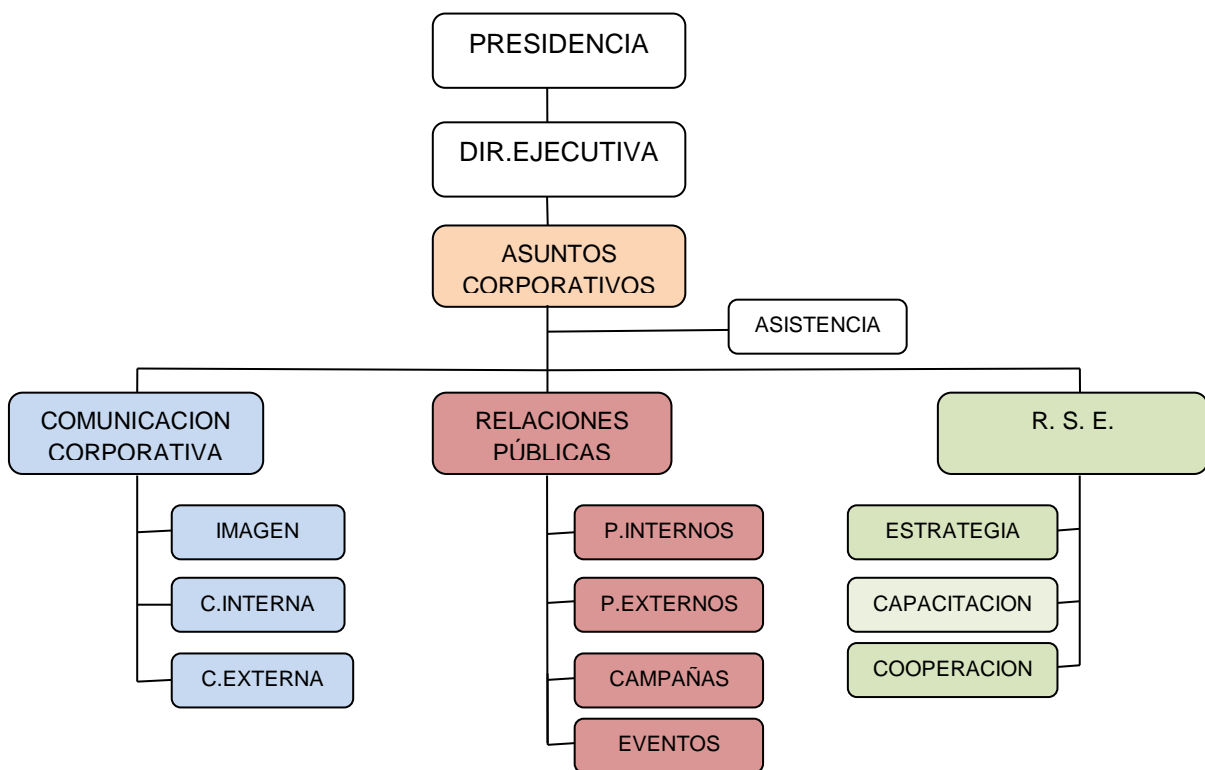 PRESIDENCIA
DIR.EJECUTIVA
ASUNTOS
CORPORATIVOS
ASISTENCIA
COMUNICACION
CORPORATIVA
RELACIONES
PÚBLICAS
R. S. E.
IMAGEN
C.INTERNA
C.EXTERNA
P.INTERNOS
P.EXTERNOS
CAMPAÑAS
EVENTOS
ESTRATEGIA
CAPACITACION
COOPERACION